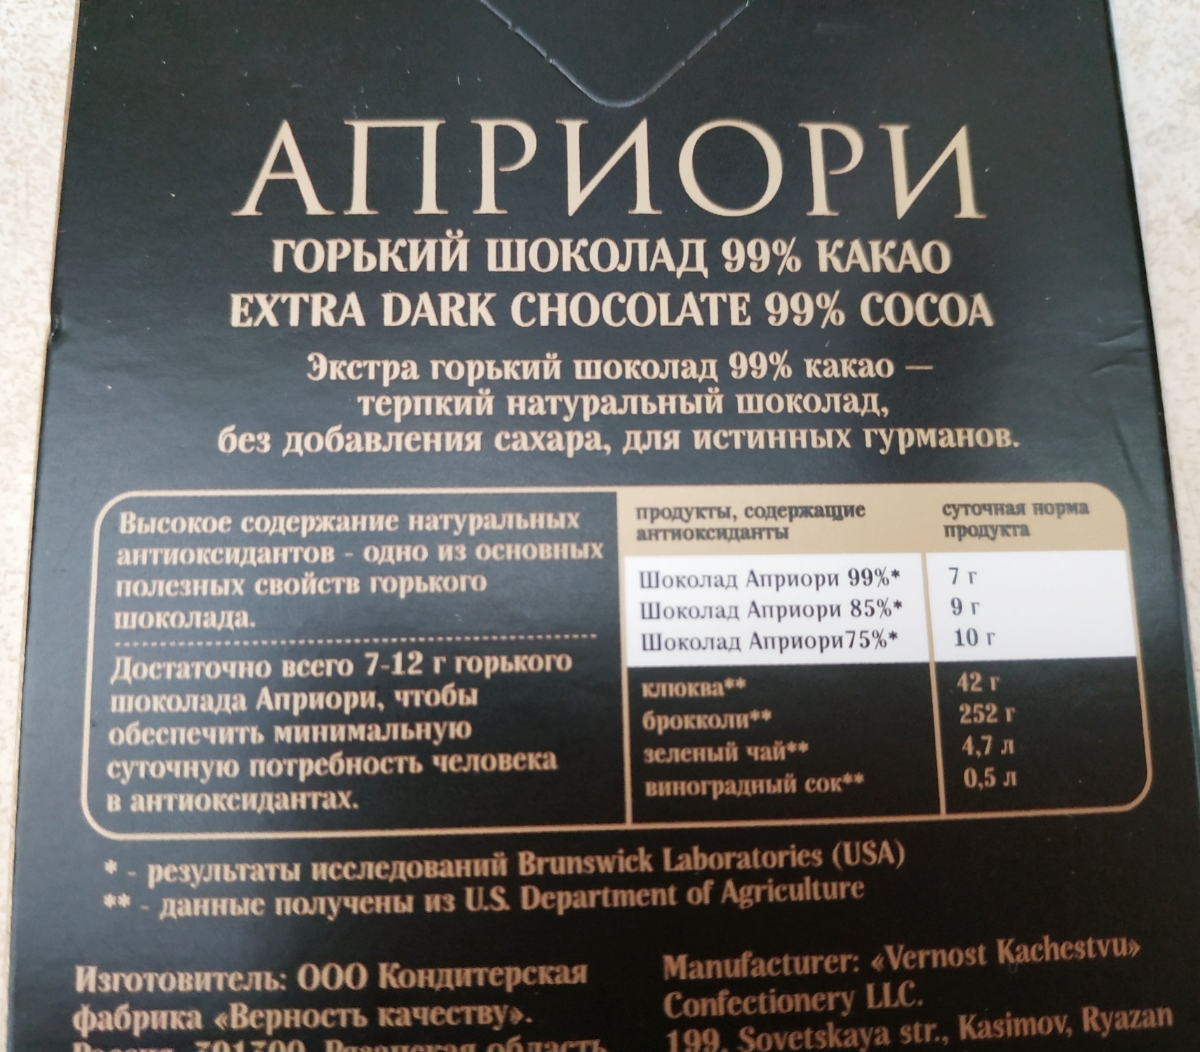 АПРИОРИ
ГОРЬКИЙ ШОКОЛАД 99% КАКАО
EXTRA DARK CHOCOLATE 99% COCOA
Экстра горький шоколад 99% какао —
терпкий натуральный шоколад,
без добавления сахара, для истинных гурманов.
Высокое содержание натуральных
антиоксидантов - одно из основных
полезных свойств горького
шоколада.
Достаточно всего 7-12 г горького
шоколада Априори, чтобы
обеспечить минимальную
суточную потребность человека
в антиоксидантах.
продукты, содержащие антиоксиданты
суточная норма продукта
Шоколад Априори 99%* 7 г
Шоколад Априори 85%* 9 г
Шоколад Априори75%* 10 г
клюква** 42 г
брокколи** 252 г
зеленый чай** 4,7 л
виноградный сок** 0,5 л
* - результаты исследований Brunswick Laboratories (USA)
** - данные получены из U.S. Department of Agriculture
Изготовитель: ООО Кондитерская
фабрика «Верность качеству».
Россия, 391300, Рязанская область
Manufacturer: «Vernost Kachestvu»
Confectionery LLC.
199, Sovetskaya str., Kasimov, Ryazan